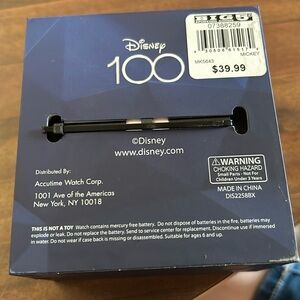 BIG 5
07388259
MK5643
MICKEY
$39.99
Disney
100
©Disney
www.disney.com
Distributed By:
Accutime Watch Corp.
1001 Ave of the Americas
New York, NY 10018
WARNING
CHOKING HAZARD
Small Parts - Not For
Children Under 3 Years
MADE IN CHINA
DIS2258BX
THIS IS NOT A TOY Watch contains mercury free battery. Do not dispose of batteries in the fire, batteries may
explode or leak. Do not replace the battery. Send to service center for replacement. Discontinue use if immersed
in water. Do not wear if case back is missing or disassembled. Suitable for ages 6 and up.